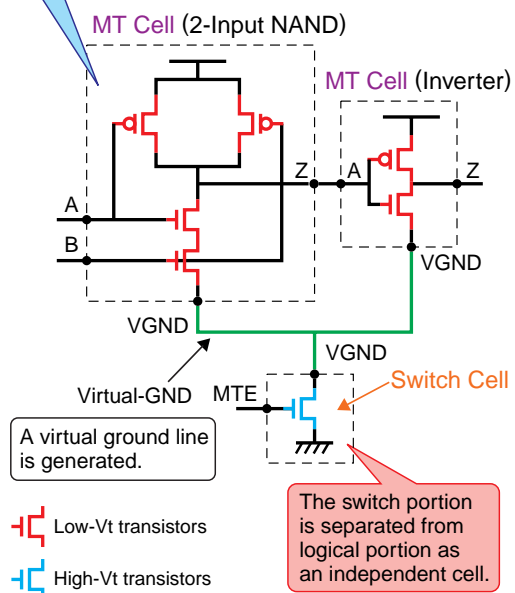 MT Cell (2-Input NAND)
MT Cell (Inverter)
Z
A
Z
A
B
VGND
VGND
VGND
Virtual-GND
MTE
Switch Cell
A virtual ground line
is generated.
The switch portion
is separated from
logical portion as
an independent cell.
Low-Vt transistors
High-Vt transistors